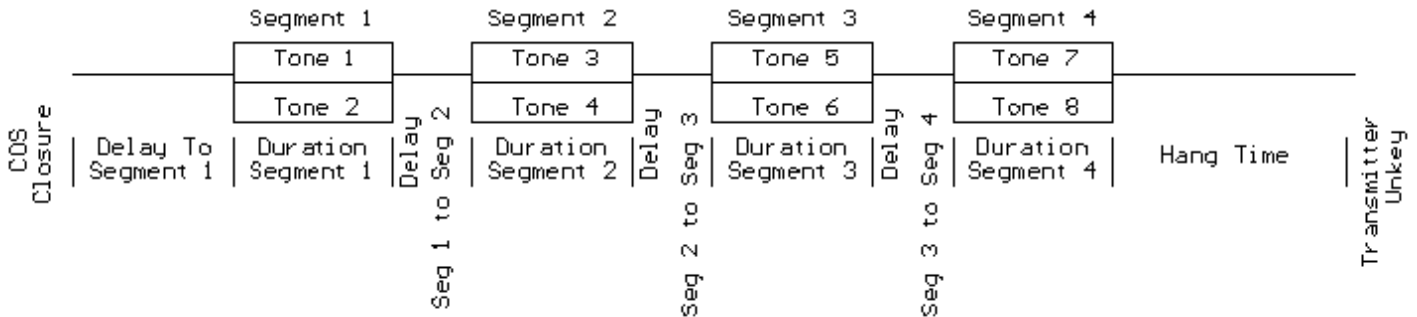 Segment 1
Segment 2
Segment 3
Segment 4
Tone 1
Tone 3
Tone 5
Tone 7
Tone 2
Tone 4
Tone 6
Tone 8
COS
Closure
Delay To
Segment 1
Duration
Segment 1
Delay
Seg 1 to Seg 2
Duration
Segment 2
Delay
Seg 2 to Seg 3
Duration
Segment 3
Delay
Seg 3 to Seg 4
Duration
Segment 4
Hang Time
Transmitter
Unkey